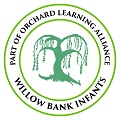 PART OF ORCHARD LEARNING ALLIANCE
WILLOW BANK INFANTS